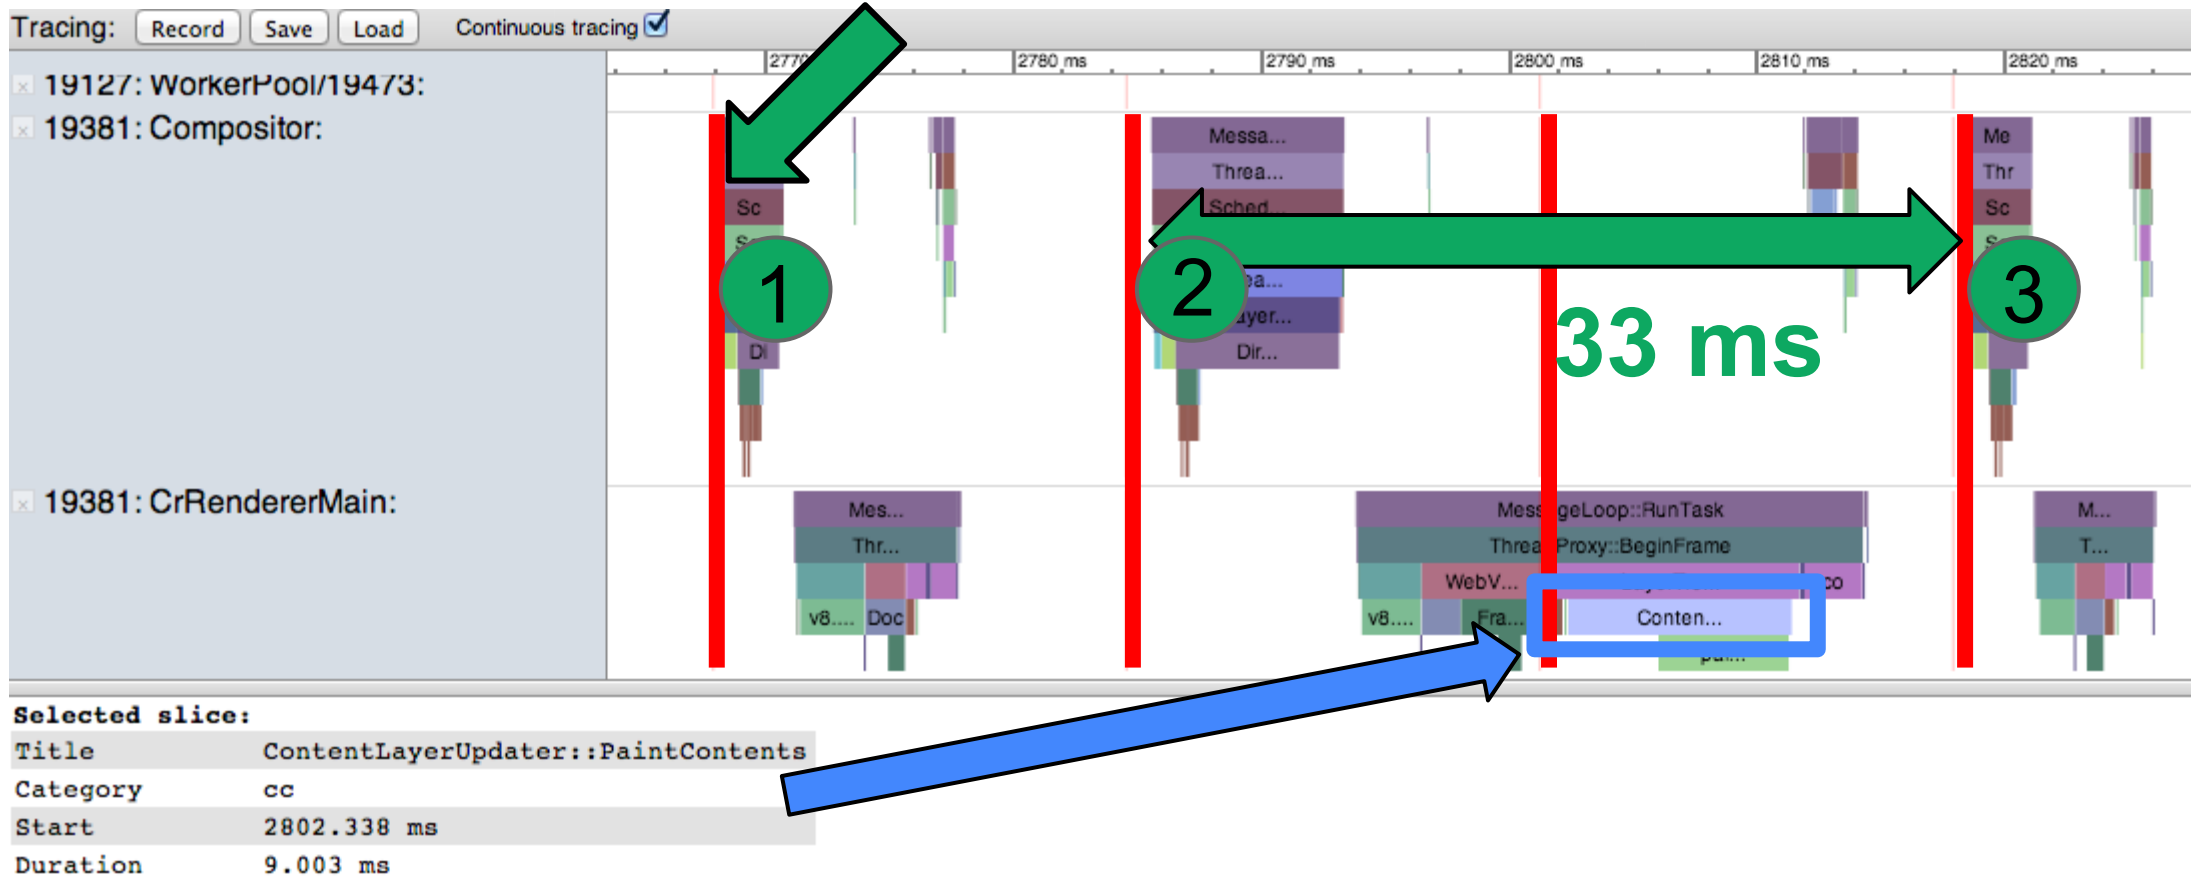 Tracing: Record Save Load Continuous tracing
2780 ms 2790 ms 2800 ms 2810 ms 2820 ms
19127: WorkerPool/19473:
19381: Compositor:
Messa... Me
Threa... Thr
Sc Sched... Sc
1 2 3
33 ms
Di Dir...
19381: CrRendererMain:
Mes... MessageLoop::RunTask M...
Thr... ThreadProxy::BeginFrame T...
WebV...
v8.... Doc v8.... Fra... Conten...
Selected slice:
Title ContentLayerUpdater::PaintContents
Category cc
Start 2802.338 ms
Duration 9.003 ms